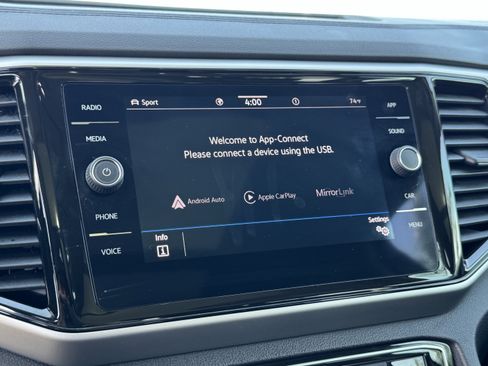 RADIO
MEDIA
PHONE
VOICE
Sport 4:00 74°F
Welcome to App-Connect
Please connect a device using the USB.
Android Auto Apple CarPlay MirrorLink
Info Settings
APP
SOUND
CAR
MENU